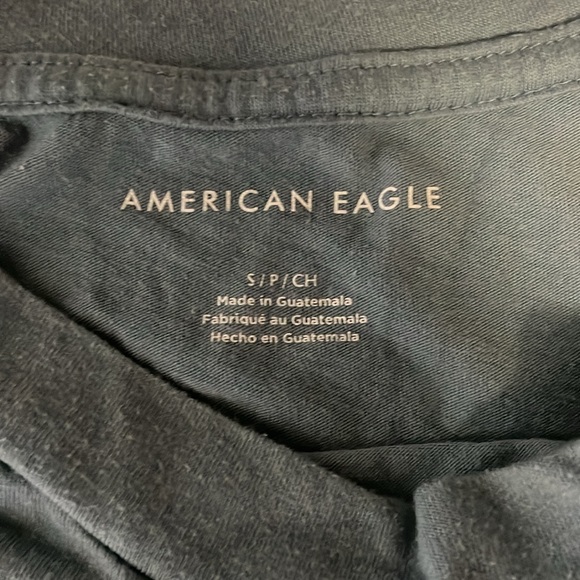 AMERICAN EAGLE
S/P/CH
Made in Guatemala
Fabriqué au Guatemala
Hecho en Guatemala